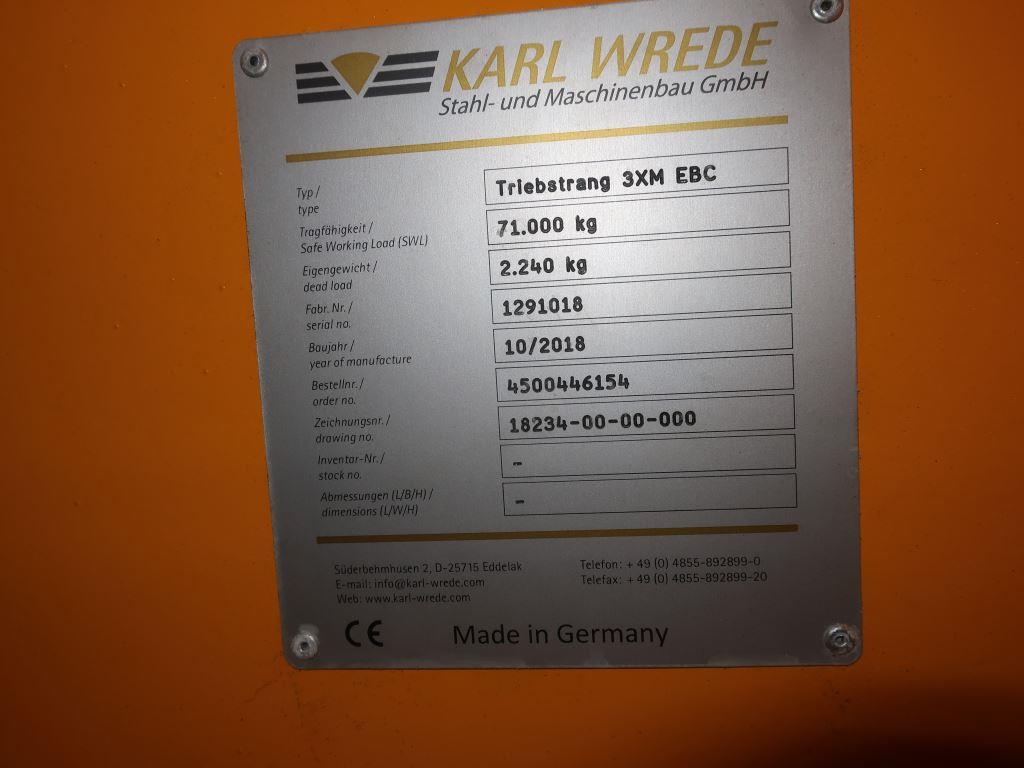 KARL WREDE
Stahl- und Maschinenbau GmbH
Typ /
type
Triebstrang 3XM EBC
Tragfähigkeit /
Safe Working Load (SWL)
71.000 kg
Eigengewicht /
dead load
2.240 kg
Fabr. Nr. /
serial no.
1291018
Baujahr /
year of manufacture
10/2018
Bestellnr. /
order no.
4500446154
Zeichnungsnr. /
drawing no.
18234-00-00-000
Inventar-Nr. /
stock no.
-
Abmessungen (L/B/H) /
dimensions (L/W/H)
-
Süderbehmhusen 2, D-25715 Eddelak
E-mail: info@karl-wrede.com
Web: www.karl-wrede.com
Telefon: + 49 (0) 4855-892899-0
Telefax: + 49 (0) 4855-892899-20
CE
Made in Germany